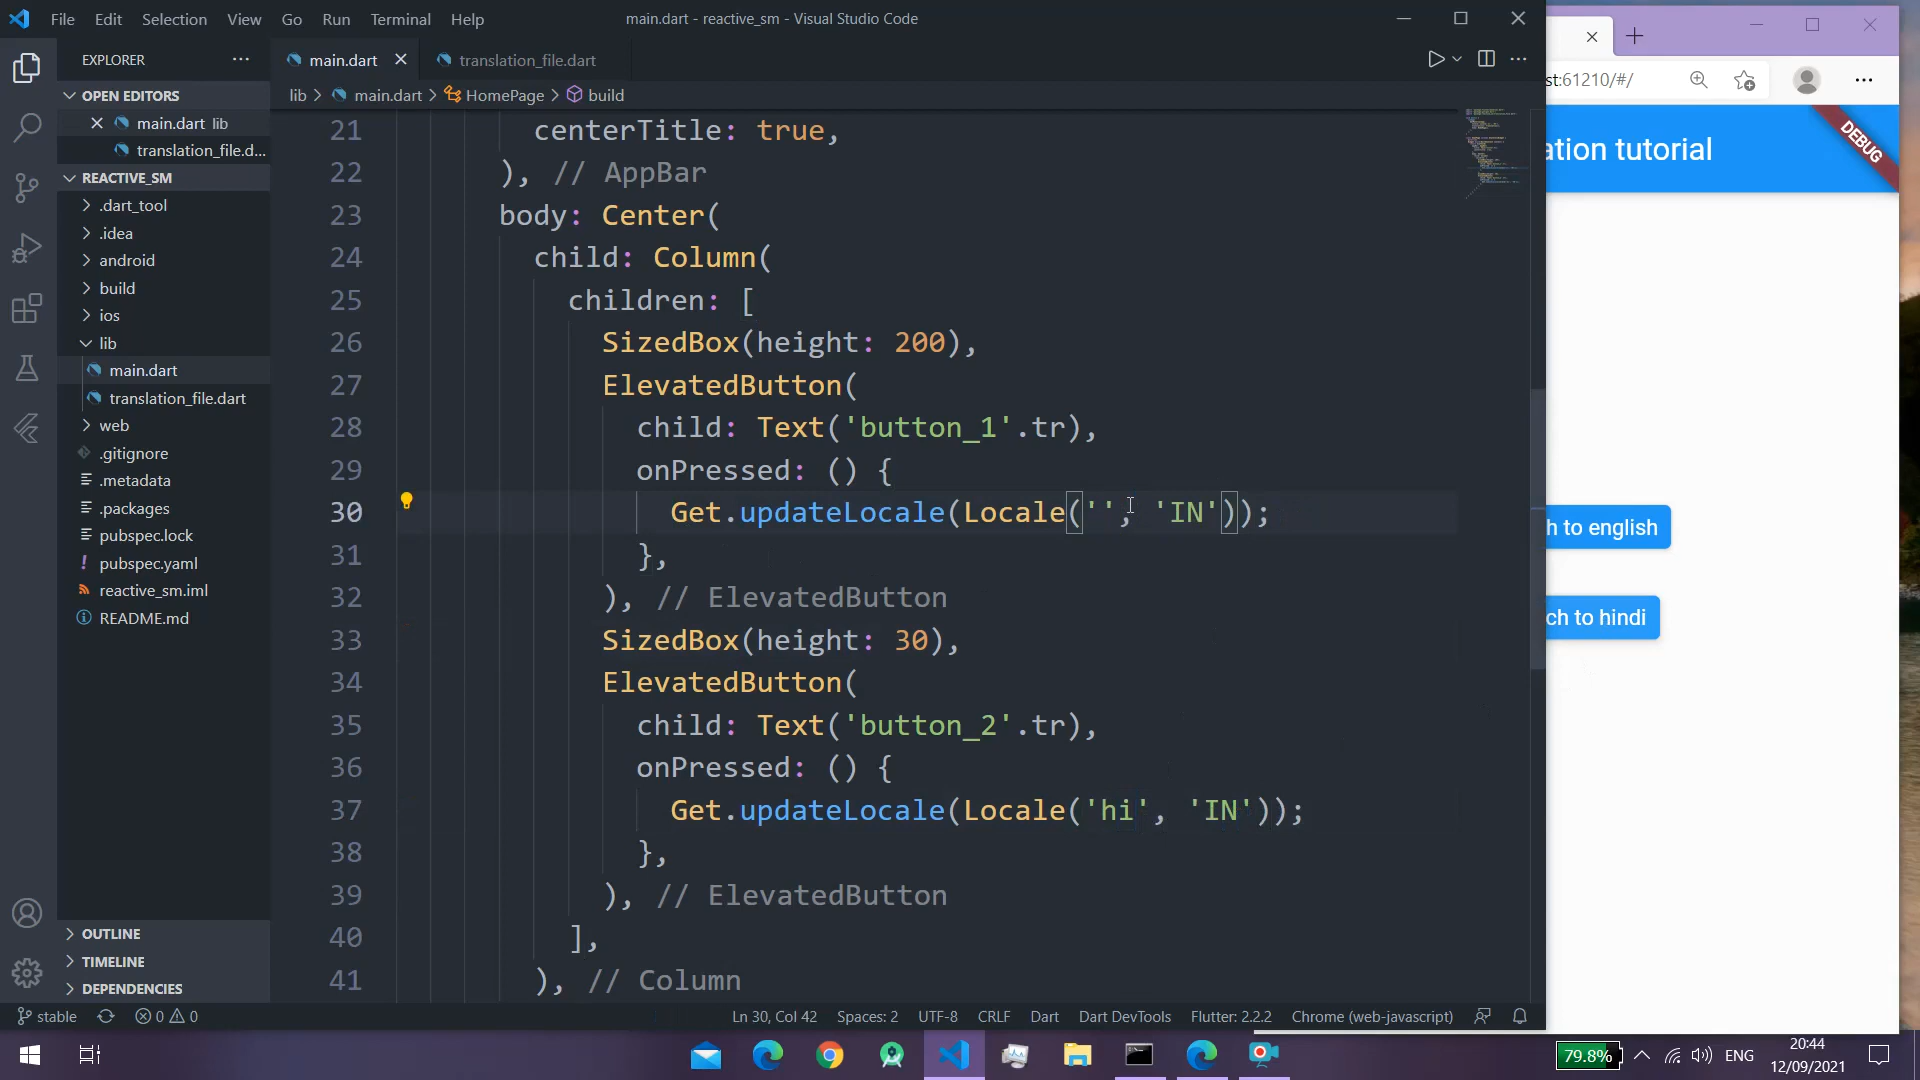 File Edit Selection View Go Run Terminal Help
main.dart - reactive_sm - Visual Studio Code
EXPLORER
OPEN EDITORS
main.dart lib
translation_file.d...
REACTIVE_SM
.dart_tool
.idea
android
build
ios
lib
main.dart
translation_file.dart
web
.gitignore
.metadata
.packages
pubspec.lock
pubspec.yaml
reactive_sm.iml
README.md
OUTLINE
TIMELINE
DEPENDENCIES
main.dart
translation_file.dart
lib > main.dart > HomePage > build
21 centerTitle: true,
22 ), // AppBar
23 body: Center(
24 child: Column(
25 children: [
26 SizedBox(height: 200),
27 ElevatedButton(
28 child: Text('button_1'.tr),
29 onPressed: () {
30 Get.updateLocale(Locale('', 'IN'));
31 },
32 ), // ElevatedButton
33 SizedBox(height: 30),
34 ElevatedButton(
35 child: Text('button_2'.tr),
36 onPressed: () {
37 Get.updateLocale(Locale('hi', 'IN'));
38 },
39 ), // ElevatedButton
40 ],
41 ), // Column
st:61210/#/
ation tutorial
DEBUG
h to english
ch to hindi
stable 0 0 Ln 30, Col 42 Spaces: 2 UTF-8 CRLF Dart Dart DevTools Flutter: 2.2.2 Chrome (web-javascript)
79.8% ENG 20:44
12/09/2021